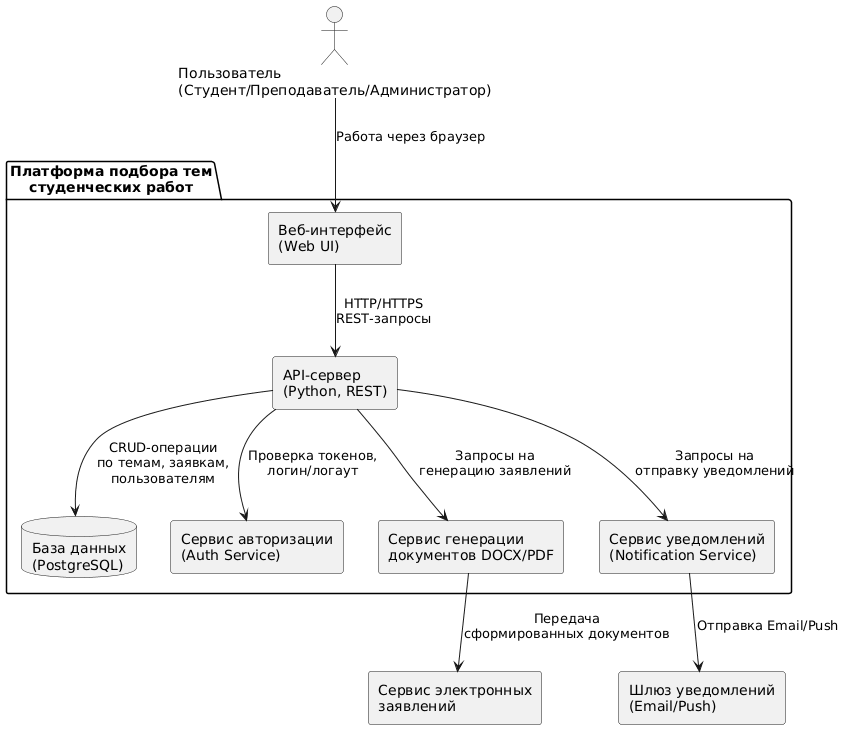 Пользователь
(Студент/Преподаватель/Администратор)
Работа через браузер
Платформа подбора тем
студенческих работ
Веб-интерфейс
(Web UI)
HTTP/HTTPS
REST-запросы
API-сервер
(Python, REST)
CRUD-операции
по темам, заявкам,
пользователям
Проверка токенов,
логин/логаут
Запросы на
генерацию заявлений
Запросы на
отправку уведомлений
База данных
(PostgreSQL)
Сервис авторизации
(Auth Service)
Сервис генерации
документов DOCX/PDF
Сервис уведомлений
(Notification Service)
Передача
сформированных документов
Отправка Email/Push
Сервис электронных
заявлений
Шлюз уведомлений
(Email/Push)